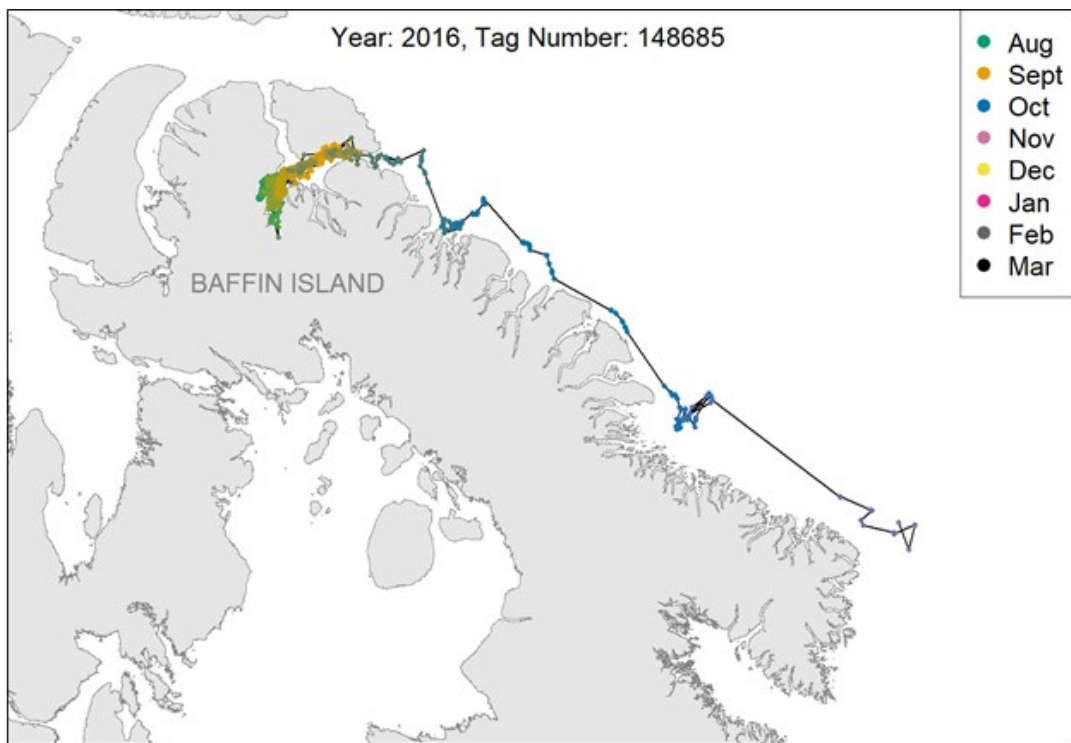 Year: 2016, Tag Number: 148685
Aug
Sept
Oct
Nov
Dec
Jan
Feb
Mar
BAFFIN ISLAND